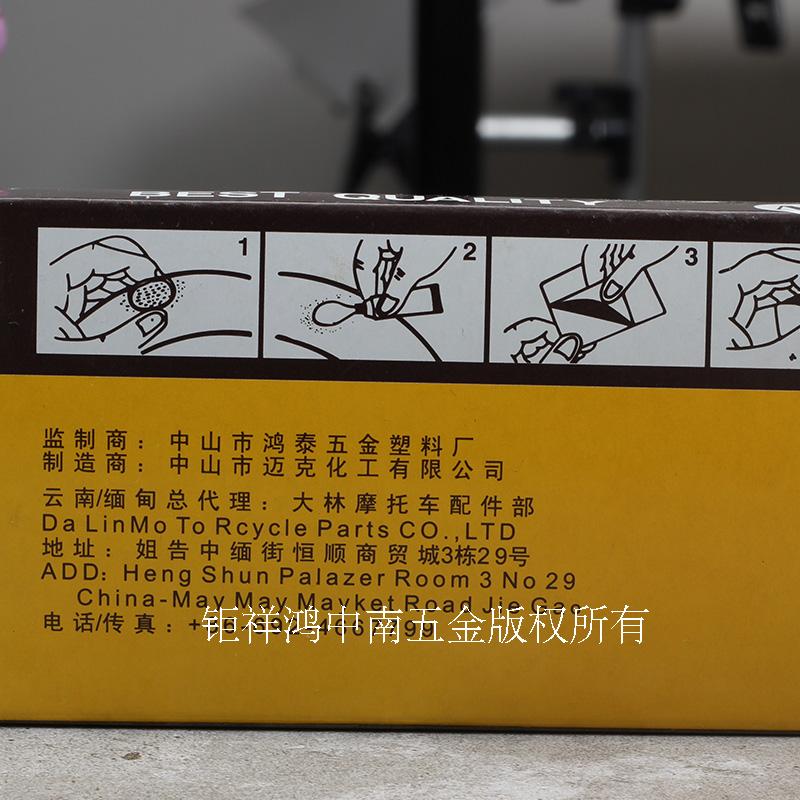 BEST QUALITY
1
2
3
监制商：中山市鸿泰五金塑料厂
制造商：中山市迈克化工有限公司
云南/缅甸总代理：大林摩托车配件部
Da LinMo To Rcycle Parts CO.,LTD
地址：姐告中缅街恒顺商贸城3栋29号
ADD: Heng Shun Palazer Room 3 No 29
China-May May Mayket Road Jie Gao
电话/传真：
钜祥鸿中南五金版权所有